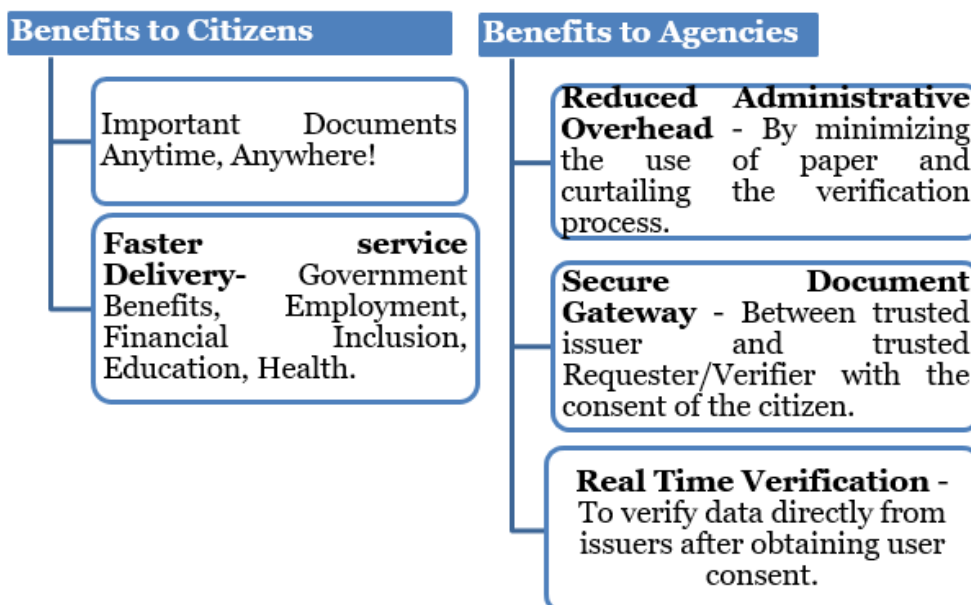 Benefits to Citizens
Important Documents
Anytime, Anywhere!
Faster service
Delivery- Government
Benefits, Employment,
Financial Inclusion,
Education, Health.
Benefits to Agencies
Reduced Administrative
Overhead - By minimizing
the use of paper and
curtailing the verification
process.
Secure Document
Gateway - Between trusted
issuer and trusted
Requester/Verifier with the
consent of the citizen.
Real Time Verification -
To verify data directly from
issuers after obtaining user
consent.